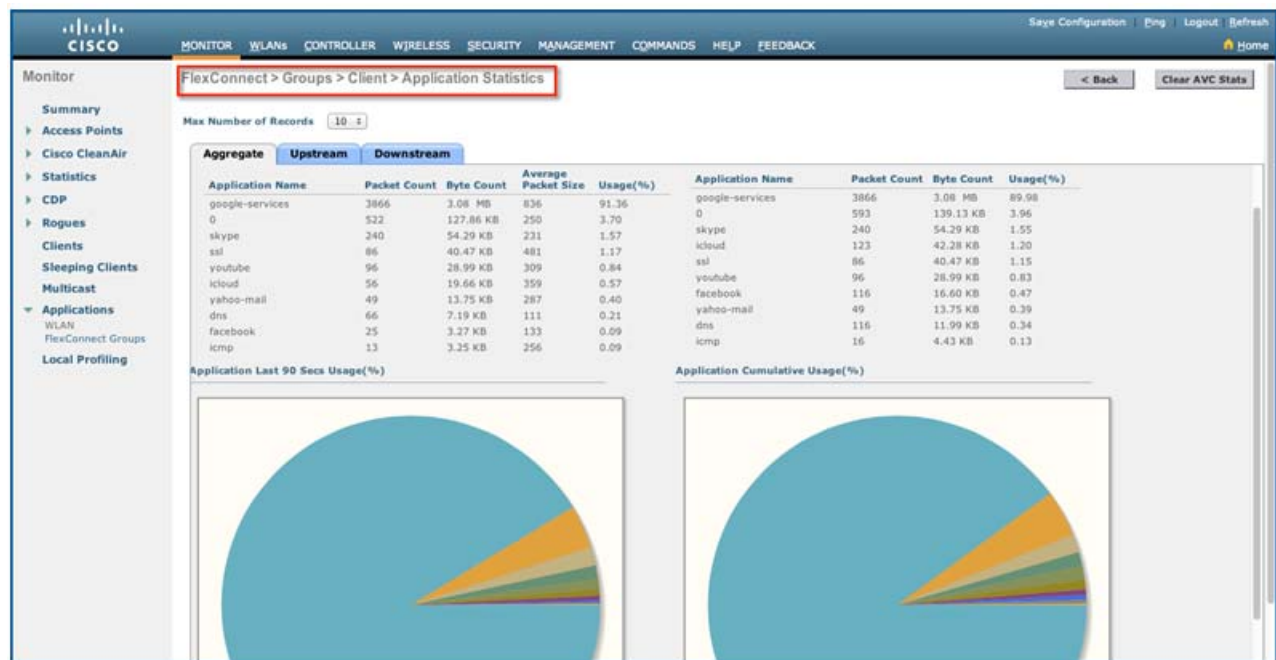 Save Configuration Ping Logout Refresh
CISCO MONITOR WLANs CONTROLLER WIRELESS SECURITY MANAGEMENT COMMANDS HELP FEEDBACK Home
Monitor
Summary
Access Points
Cisco CleanAir
Statistics
CDP
Rogues
Clients
Sleeping Clients
Multicast
Applications
WLAN
FlexConnect Groups
Local Profiling
FlexConnect > Groups > Client > Application Statistics
< Back Clear AVC Stats
Max Number of Records 10
Aggregate Upstream Downstream
Application Name Packet Count Byte Count Average Packet Size Usage(%)
google-services 3866 3.08 MB 836 91.36
0 522 127.86 KB 250 3.70
skype 240 54.29 KB 231 1.57
ssl 86 40.47 KB 481 1.17
youtube 96 28.99 KB 309 0.84
icloud 56 19.66 KB 359 0.57
yahoo-mail 49 13.75 KB 287 0.40
dns 66 7.19 KB 111 0.21
facebook 25 3.27 KB 133 0.09
icmp 13 3.25 KB 256 0.09
Application Name Packet Count Byte Count Usage(%)
google-services 3866 3.08 MB 89.98
0 593 139.13 KB 3.96
skype 240 54.29 KB 1.55
icloud 123 42.28 KB 1.20
ssl 86 40.47 KB 1.15
youtube 96 28.99 KB 0.83
facebook 116 16.60 KB 0.47
yahoo-mail 49 13.75 KB 0.39
dns 116 11.99 KB 0.34
icmp 16 4.43 KB 0.13
Application Last 90 Secs Usage(%)
Application Cumulative Usage(%)